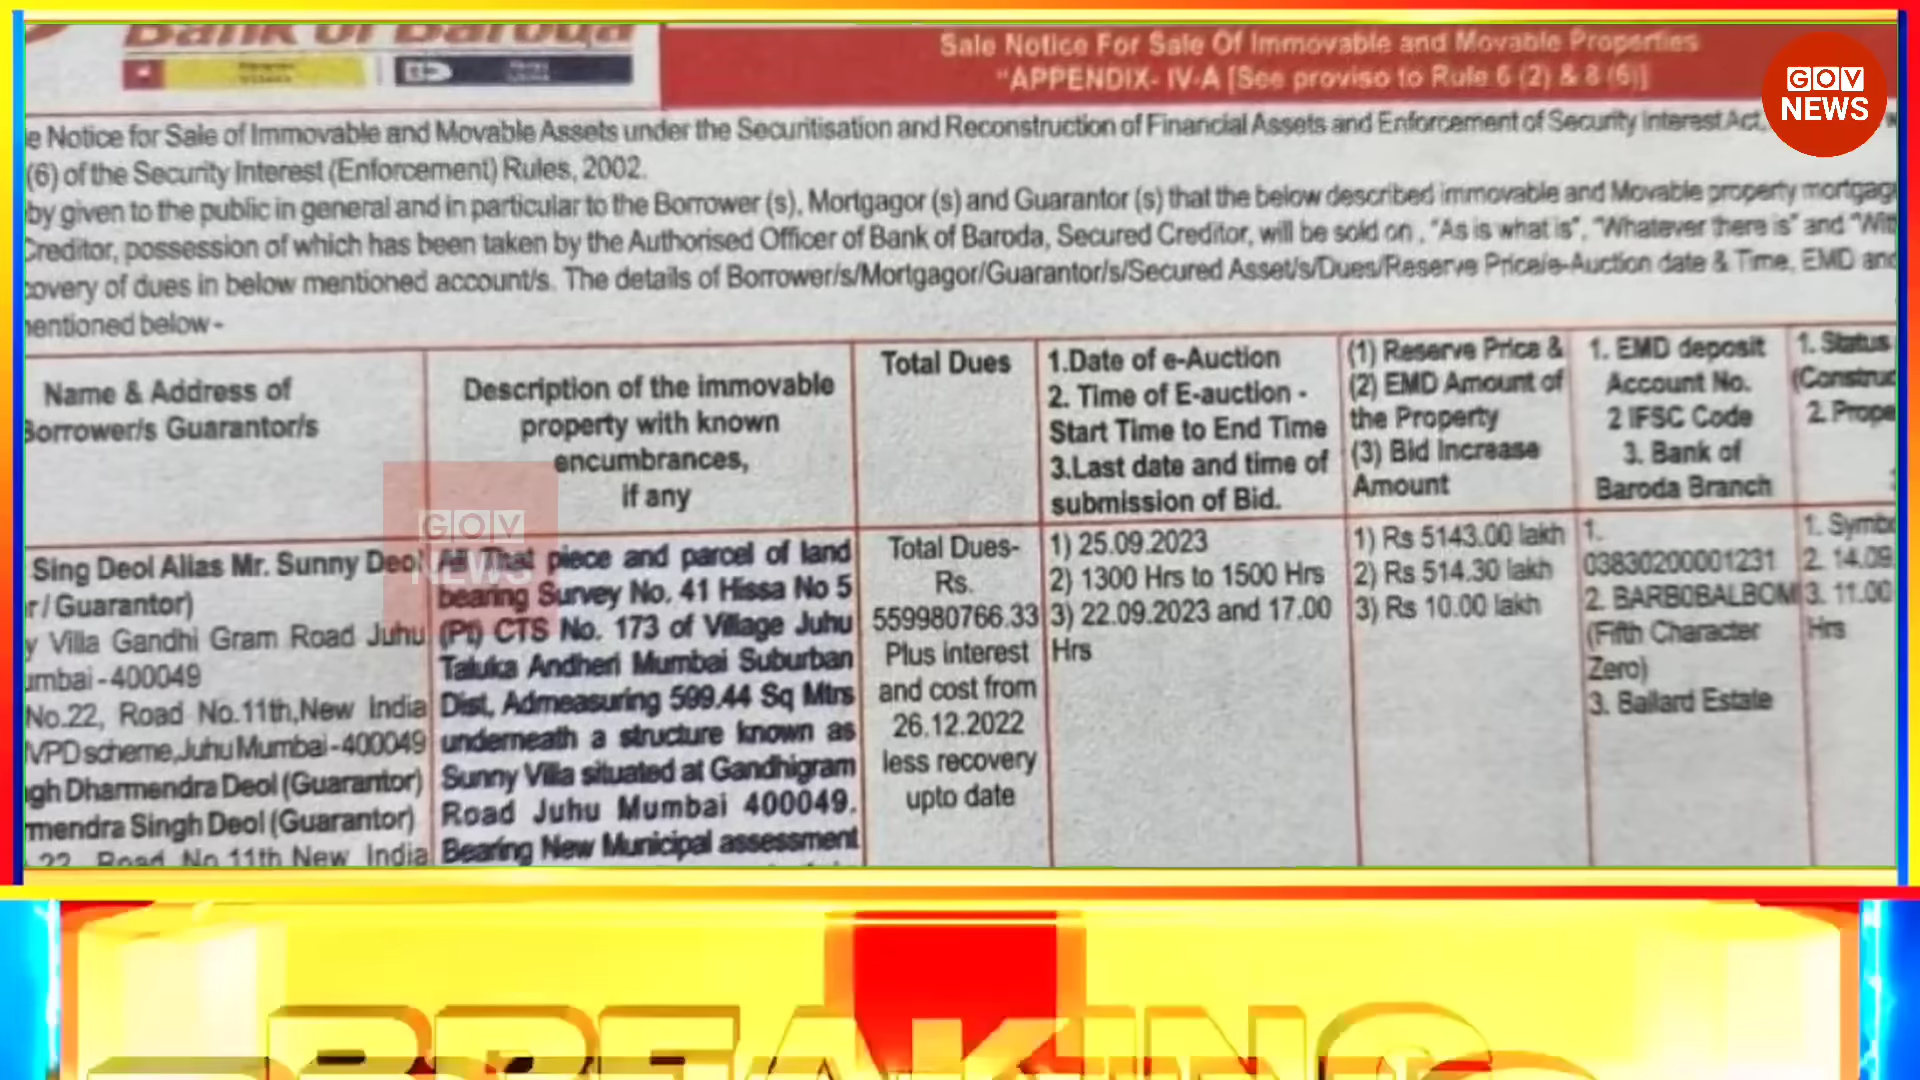 Bank of Baroda
Sale Notice For Sale Of Immovable and Movable Properties
"APPENDIX- IV-A [See proviso to Rule 6 (2) & 8 (6)]
GOV
NEWS
e Notice for Sale of Immovable and Movable Assets under the Securitisation and Reconstruction of Financial Assets and Enforcement of Security Interest Act,
(6) of the Security Interest (Enforcement) Rules, 2002.
by given to the public in general and in particular to the Borrower (s), Mortgagor (s) and Guarantor (s) that the below described immovable and Movable property mortgag
Creditor, possession of which has been taken by the Authorised Officer of Bank of Baroda, Secured Creditor, will be sold on , "As is what is", "Whatever there is" and "Wit
covery of dues in below mentioned account/s. The details of Borrower/s/Mortgagor/Guarantor/s/Secured Asset/s/Dues/Reserve Price/e-Auction date & Time, EMD and
mentioned below -
Name & Address of
Borrower/s Guarantor/s
Description of the immovable
property with known
encumbrances,
if any
Total Dues
1.Date of e-Auction
2. Time of E-auction -
Start Time to End Time
3.Last date and time of
submission of Bid.
(1) Reserve Price &
(2) EMD Amount of
the Property
(3) Bid Increase
Amount
1. EMD deposit
Account No.
2 IFSC Code
3. Bank of
Baroda Branch
1. Status
(Construc
2. Prope
Sing Deol Alias Mr. Sunny Deol
r / Guarantor)
y Villa Gandhi Gram Road Juhu
umbai - 400049
No.22, Road No.11th,New India
VPD scheme,Juhu Mumbai -400049
gh Dharmendra Deol (Guarantor)
mendra Singh Deol (Guarantor)
22, Road No.11th New India
All That piece and parcel of land
bearing Survey No. 41 Hissa No 5
(Pt) CTS No. 173 of Village Juhu
Taluka Andheri Mumbai Suburban
Dist, Admeasuring 599.44 Sq Mtrs
underneath a structure known as
Sunny Villa situated at Gandhigram
Road Juhu Mumbai 400049.
Bearing New Municipal assessment
GOV
NEWS
Total Dues-
Rs.
559980766.33
Plus interest
and cost from
26.12.2022
less recovery
upto date
1) 25.09.2023
2) 1300 Hrs to 1500 Hrs
3) 22.09.2023 and 17.00
Hrs
1) Rs 5143.00 lakh
2) Rs 514.30 lakh
3) Rs 10.00 lakh
1.
03830200001231
2. BARB0BALBOM
(Fifth Character
Zero)
3. Ballard Estate
1. Symbo
2. 14.09
3. 11.00
Hrs
BREAKING